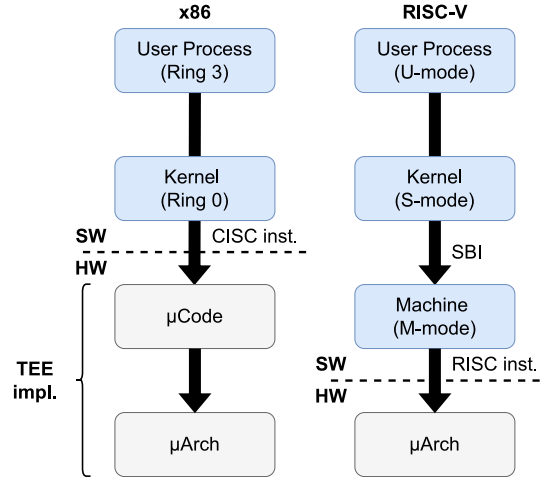 x86
User Process
(Ring 3)
Kernel
(Ring 0)
SW
CISC inst.
HW
µCode
TEE
impl.
µArch
RISC-V
User Process
(U-mode)
Kernel
(S-mode)
SBI
Machine
(M-mode)
SW
RISC inst.
HW
µArch